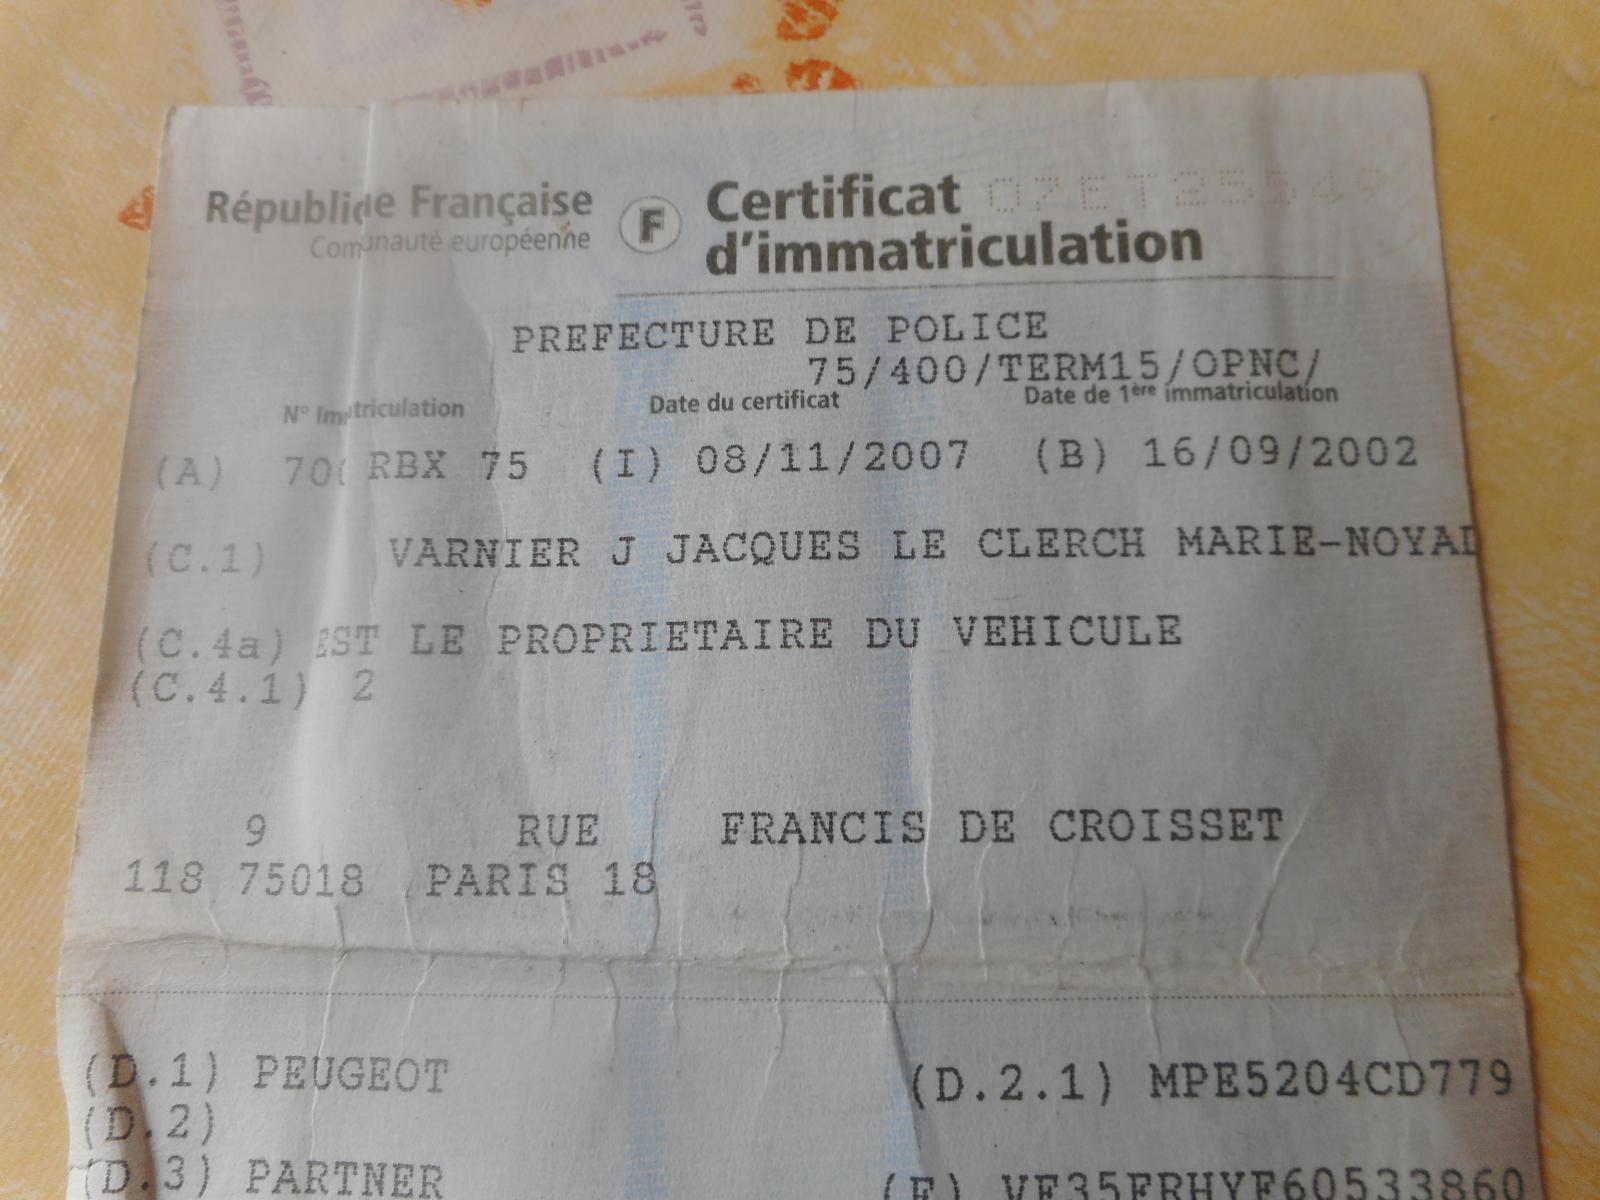 République Française
Communauté européenne
F
Certificat
d'immatriculation
07ET25549
PREFECTURE DE POLICE
75/400/TERM15/OPNC/
N° Immatriculation Date du certificat Date de 1ère immatriculation
(A) RBX 75 (I) 08/11/2007 (B) 16/09/2002
(C.1) VARNIER J JACQUES LE CLERCH MARIE-NOYAL
(C.4a) EST LE PROPRIETAIRE DU VEHICULE
(C.4.1) 2
9 RUE FRANCIS DE CROISSET
118 75018 PARIS 18
(D.1) PEUGEOT (D.2.1) MPE5204CD779
(D.2)
(D.3) PARTNER (E)